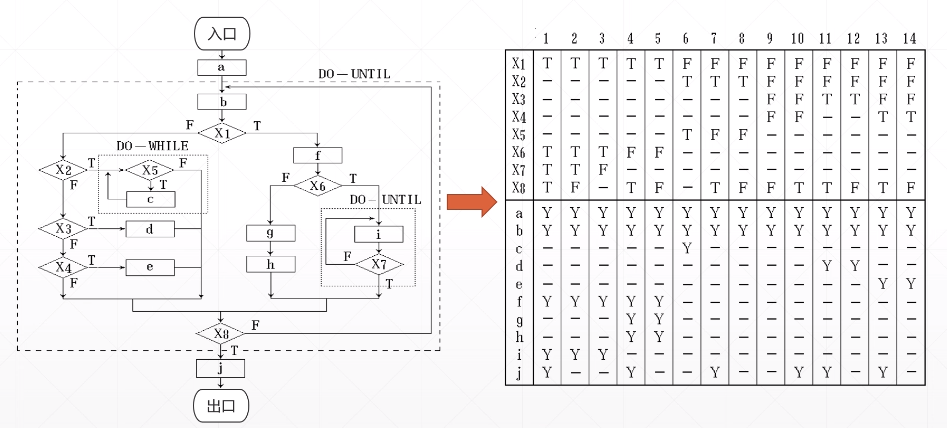 入口
a
DO—UNTIL
b
F X1 T
DO—WHILE
f
X2 T X5 F
F T
c
F X6 T
DO—UNTIL
X3 d
F
g i
X4 T e
F
h F X7
T
X8 F
T
j
出口
1 2 3 4 5 6 7 8 9 10 11 12 13 14
X1 T T T T T F F F F F F F F F
X2 — — — — — T T T F F F F F F
X3 — — — — — — — — F F T T F F
X4 — — — — — — — — F F — — T T
X5 — — — — — T F F — — — — — —
X6 T T T F F — — — — — — — — —
X7 T T F — — — — — — — — — — —
X8 T F — T F — T F F T T F T F
a Y Y Y Y Y Y Y Y Y Y Y Y Y Y
b Y Y Y Y Y Y Y Y Y Y Y Y Y Y
c — — — — — Y — — — — — — — —
d — — — — — — — — — — Y Y — —
e — — — — — — — — — — — — Y Y
f Y Y Y Y Y — — — — — — — — —
g — — — Y Y — — — — — — — — —
h — — — Y Y — — — — — — — — —
i Y Y Y — — — — — — — — — — —
j Y — — Y — — Y — — Y Y — Y —